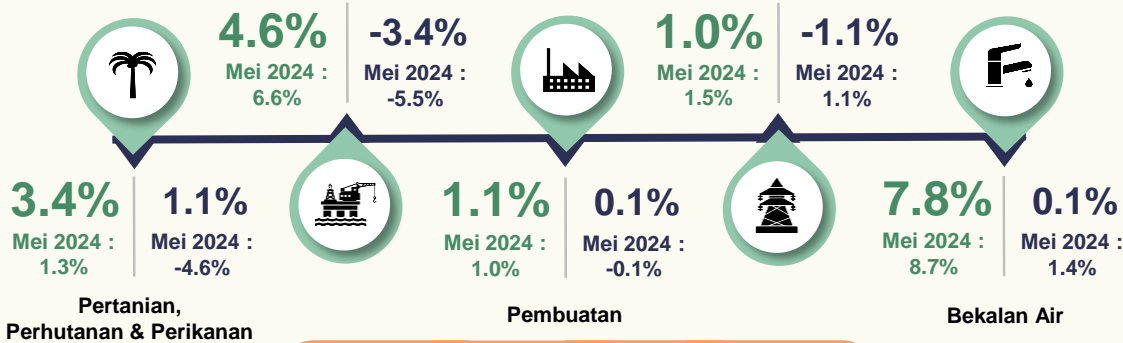 4.6%
Mei 2024 :
6.6%
-3.4%
Mei 2024 :
-5.5%
1.0%
Mei 2024 :
1.5%
-1.1%
Mei 2024 :
1.1%
3.4%
Mei 2024 :
1.3%
1.1%
Mei 2024 :
-4.6%
Pertanian,
Perhutanan & Perikanan
1.1%
Mei 2024 :
1.0%
0.1%
Mei 2024 :
-0.1%
Pembuatan
7.8%
Mei 2024 :
8.7%
0.1%
Mei 2024 :
1.4%
Bekalan Air